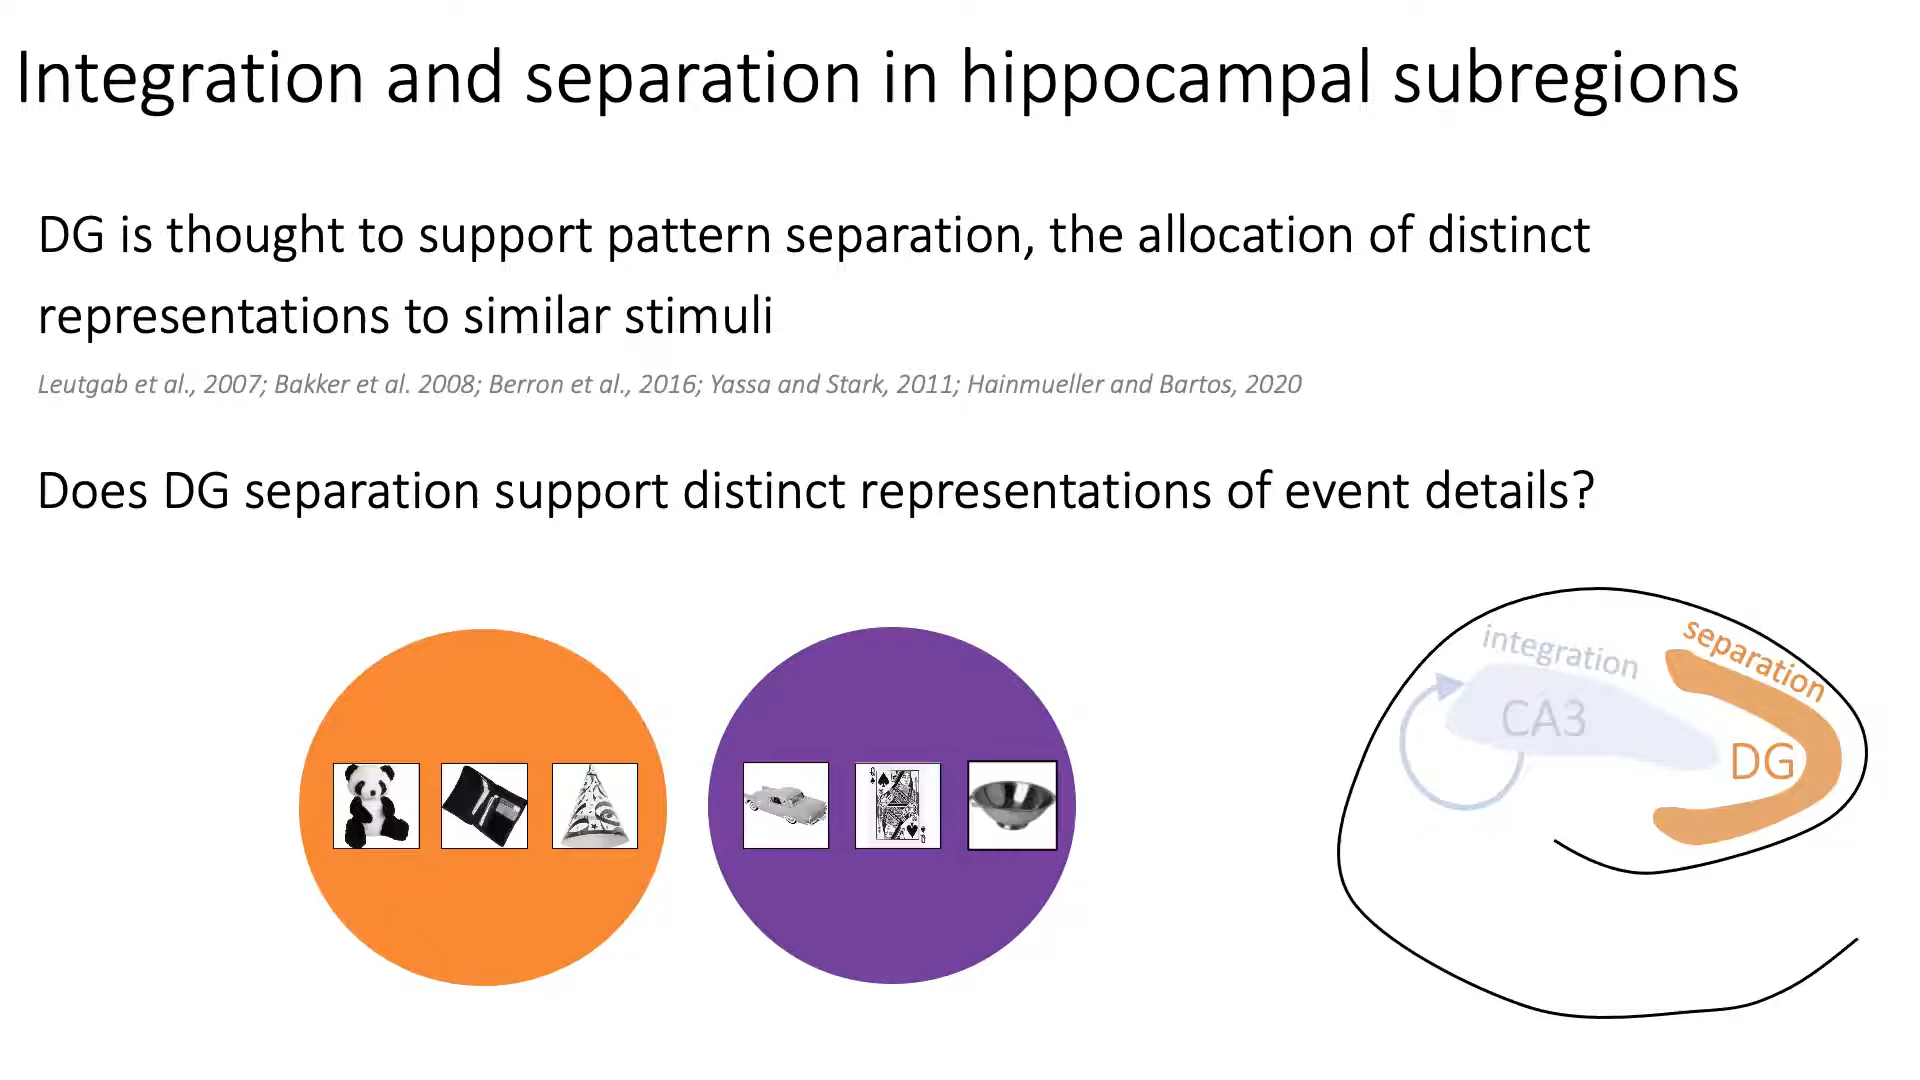 Integration and separation in hippocampal subregions
DG is thought to support pattern separation, the allocation of distinct
representations to similar stimuli
Leutgab et al., 2007; Bakker et al. 2008; Berron et al., 2016; Yassa and Stark, 2011; Hainmueller and Bartos, 2020
Does DG separation support distinct representations of event details?
integration
separation
CA3
DG
Q
Q